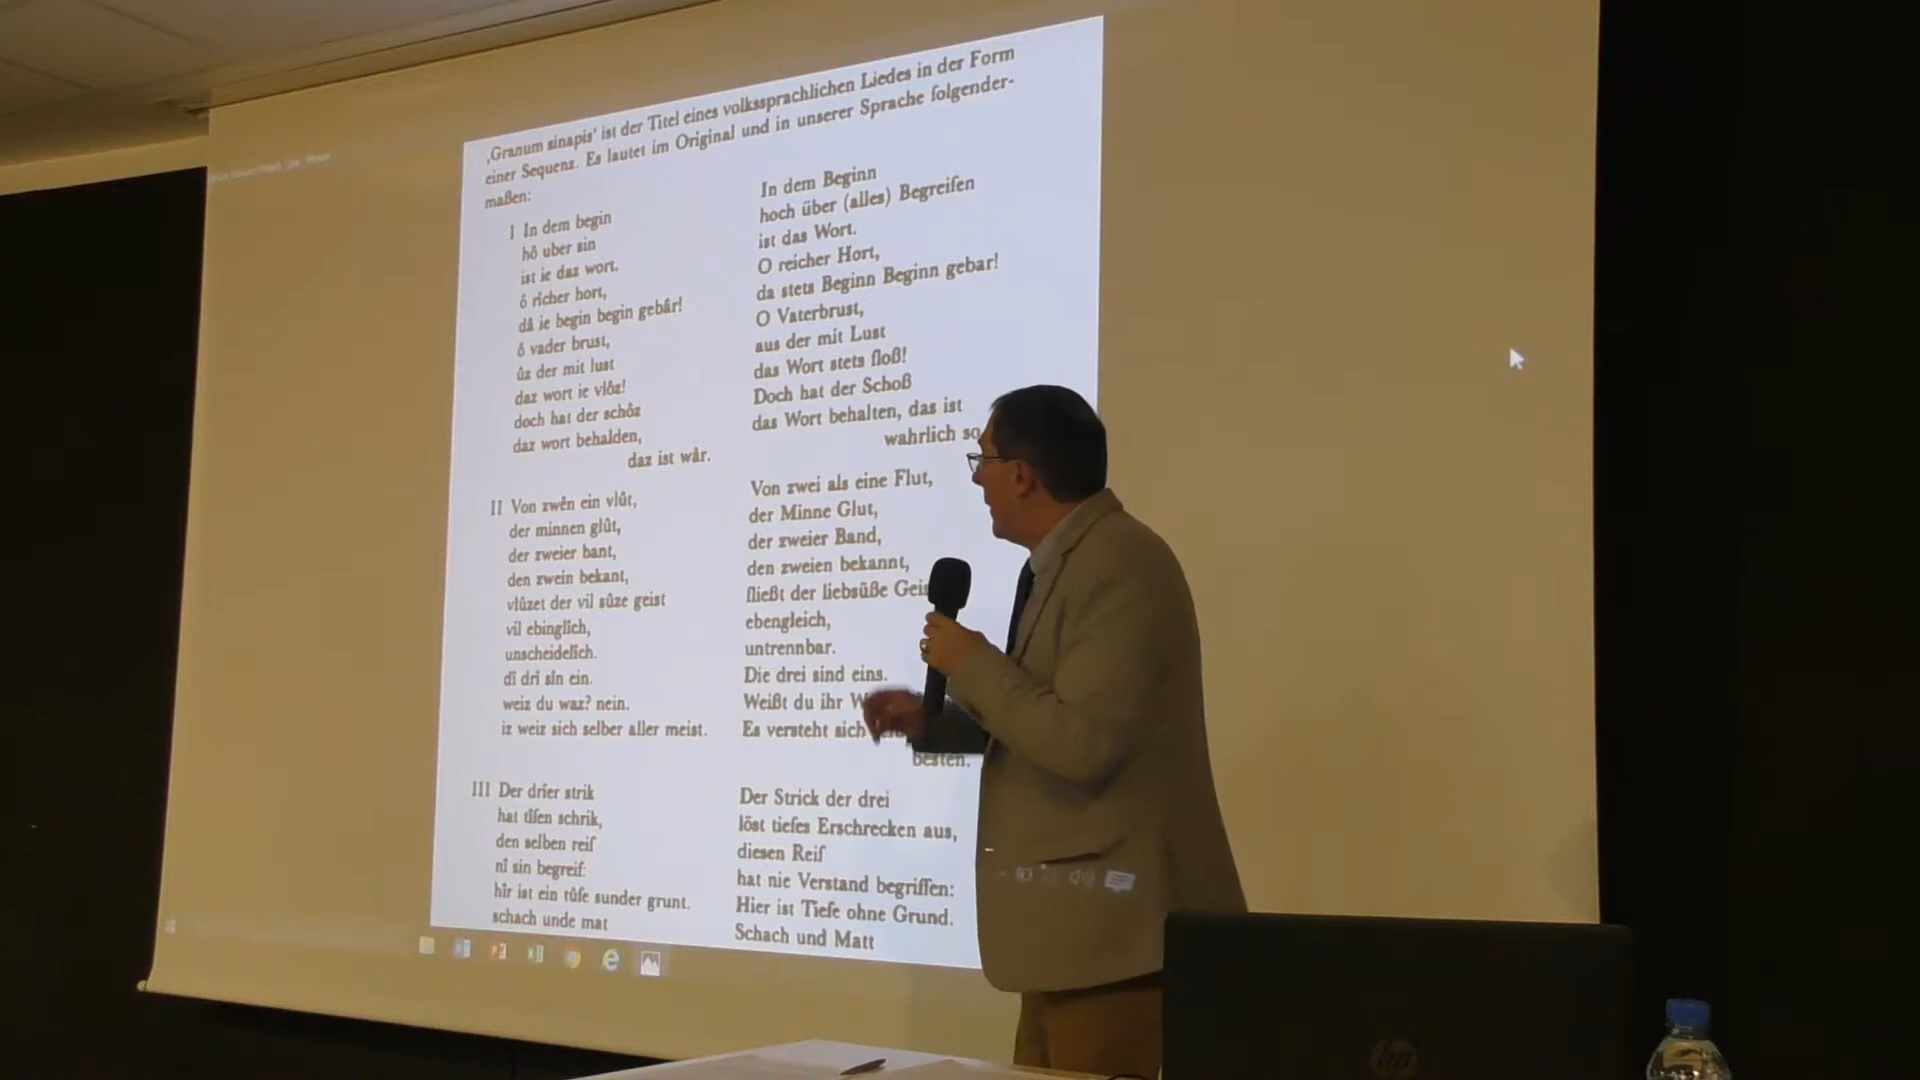 ‚Granum sinapis‘ ist der Titel eines volkssprachlichen Liedes in der Form
einer Sequenz. Es lautet im Original und in unserer Sprache folgender-
maßen:
I In dem begin
hô uber sin
ist ie daz wort.
ô rîcher hort,
dâ ie begin begin gebâr!
ô vader brust,
ûz der mit lust
daz wort ie vlôz!
doch hat der schôz
daz wort behalden,
daz ist wâr.
II Von zwên ein vlût,
der minnen glût,
der zweier bant,
den zwein bekant,
vlûzet der vil sûze geist
vil ebinglîch,
unscheidelîch.
dî drî sîn ein.
weiz du waz? nein.
iz weiz sich selber aller meist.
III Der drîer strik
hat tîfen schrik,
den selben reif
nî sin begreif:
hîr ist ein tûfe sunder grunt.
schach unde mat
In dem Beginn
hoch über (alles) Begreifen
ist das Wort.
O reicher Hort,
da stets Beginn Beginn gebar!
O Vaterbrust,
aus der mit Lust
das Wort stets floß!
Doch hat der Schoß
das Wort behalten, das ist
wahrlich so
Von zwei als eine Flut,
der Minne Glut,
der zweier Band,
den zweien bekannt,
fließt der liebsüße Geis
ebengleich,
untrennbar.
Die drei sind eins.
Weißt du ihr
Es versteht sich
besten.
Der Strick der drei
löst tiefes Erschrecken aus,
diesen Reif
hat nie Verstand begriffen:
Hier ist Tiefe ohne Grund.
Schach und Matt
hp